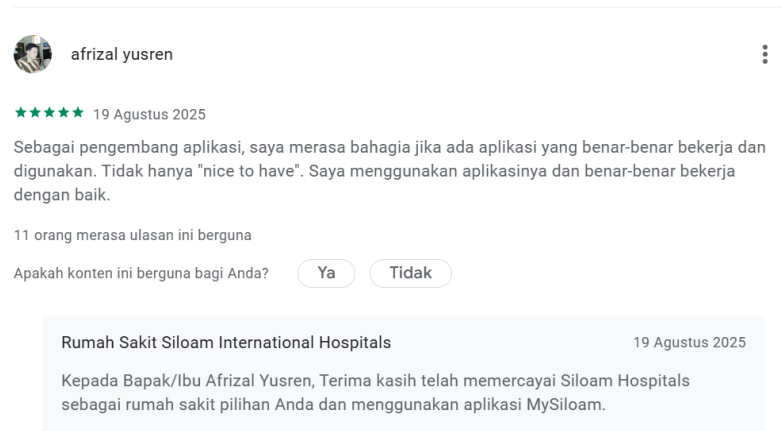 afrizal yusren
19 Agustus 2025
Sebagai pengembang aplikasi, saya merasa bahagia jika ada aplikasi yang benar-benar bekerja dan
digunakan. Tidak hanya "nice to have". Saya menggunakan aplikasinya dan benar-benar bekerja
dengan baik.
11 orang merasa ulasan ini berguna
Apakah konten ini berguna bagi Anda? Ya Tidak
Rumah Sakit Siloam International Hospitals 19 Agustus 2025
Kepada Bapak/Ibu Afrizal Yusren, Terima kasih telah memercayai Siloam Hospitals
sebagai rumah sakit pilihan Anda dan menggunakan aplikasi MySiloam.